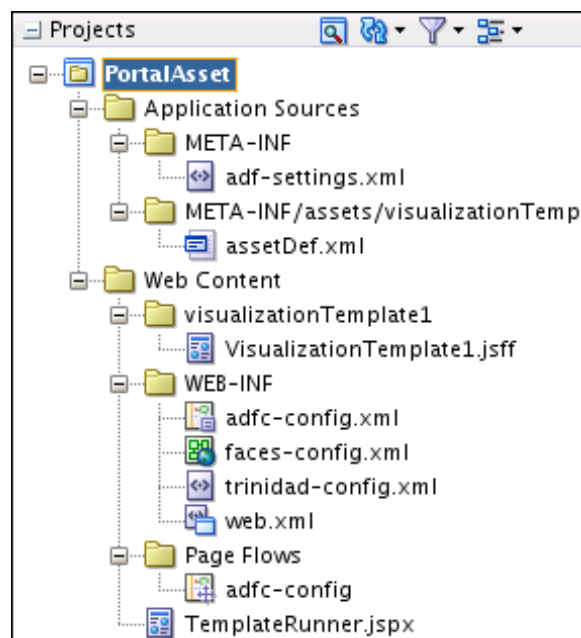 Projects
PortalAsset
Application Sources
META-INF
adf-settings.xml
META-INF/assets/visualizationTemp
assetDef.xml
Web Content
visualizationTemplate1
VisualizationTemplate1.jsff
WEB-INF
adfc-config.xml
faces-config.xml
trinidad-config.xml
web.xml
Page Flows
adfc-config
TemplateRunner.jspx